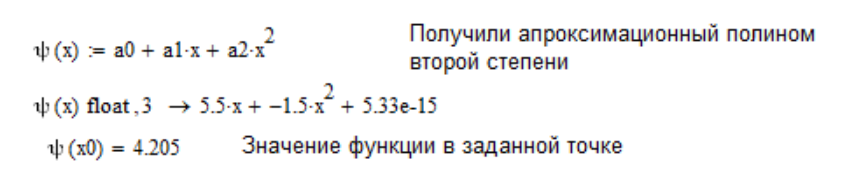 ψ(x) := a0 + a1·x + a2·x² Получили апроксимационный полином
второй степени
ψ(x) float ,3 → 5.5·x + −1.5·x² + 5.33e-15
ψ(x0) = 4.205 Значение функции в заданной точке